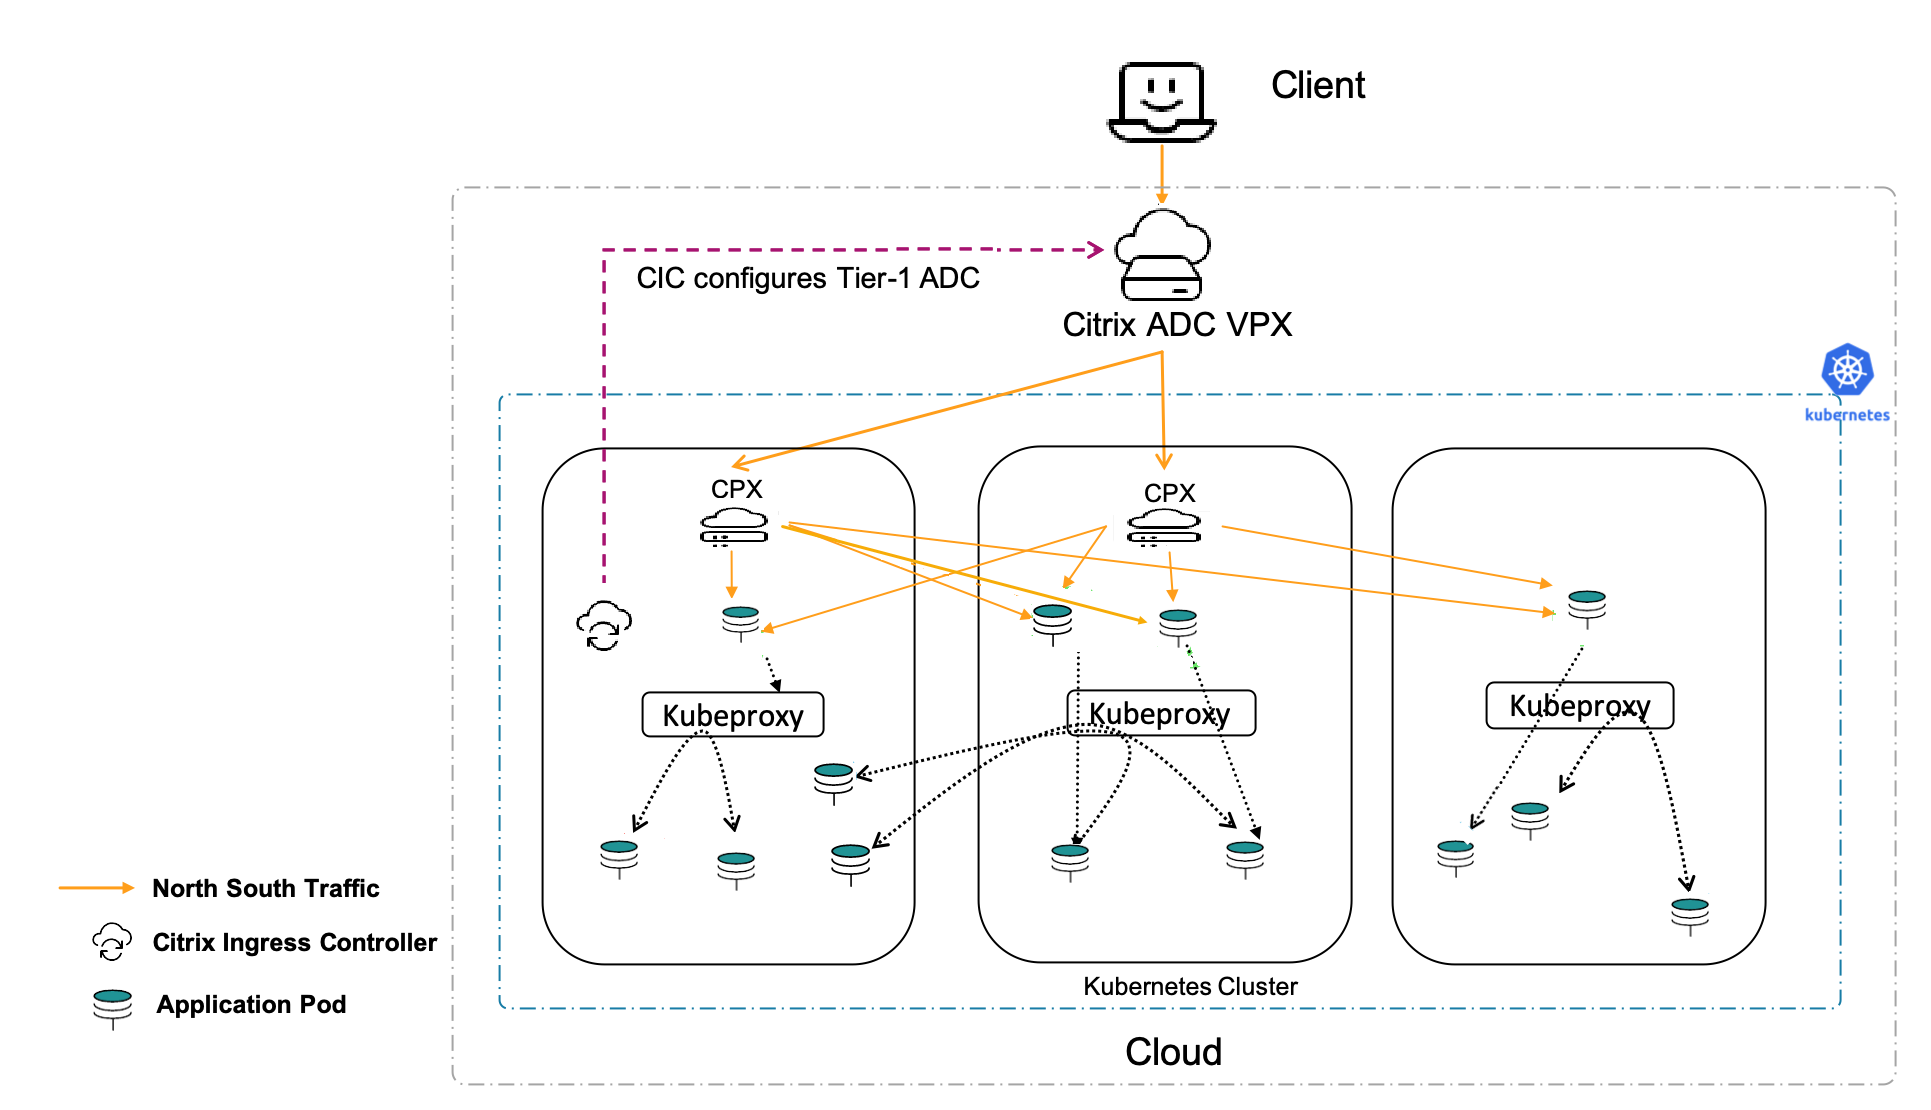 Client
CIC configures Tier-1 ADC
Citrix ADC VPX
kubernetes
CPX
CPX
Kubeproxy
Kubeproxy
Kubeproxy
North South Traffic
Citrix Ingress Controller
Application Pod
Kubernetes Cluster
Cloud